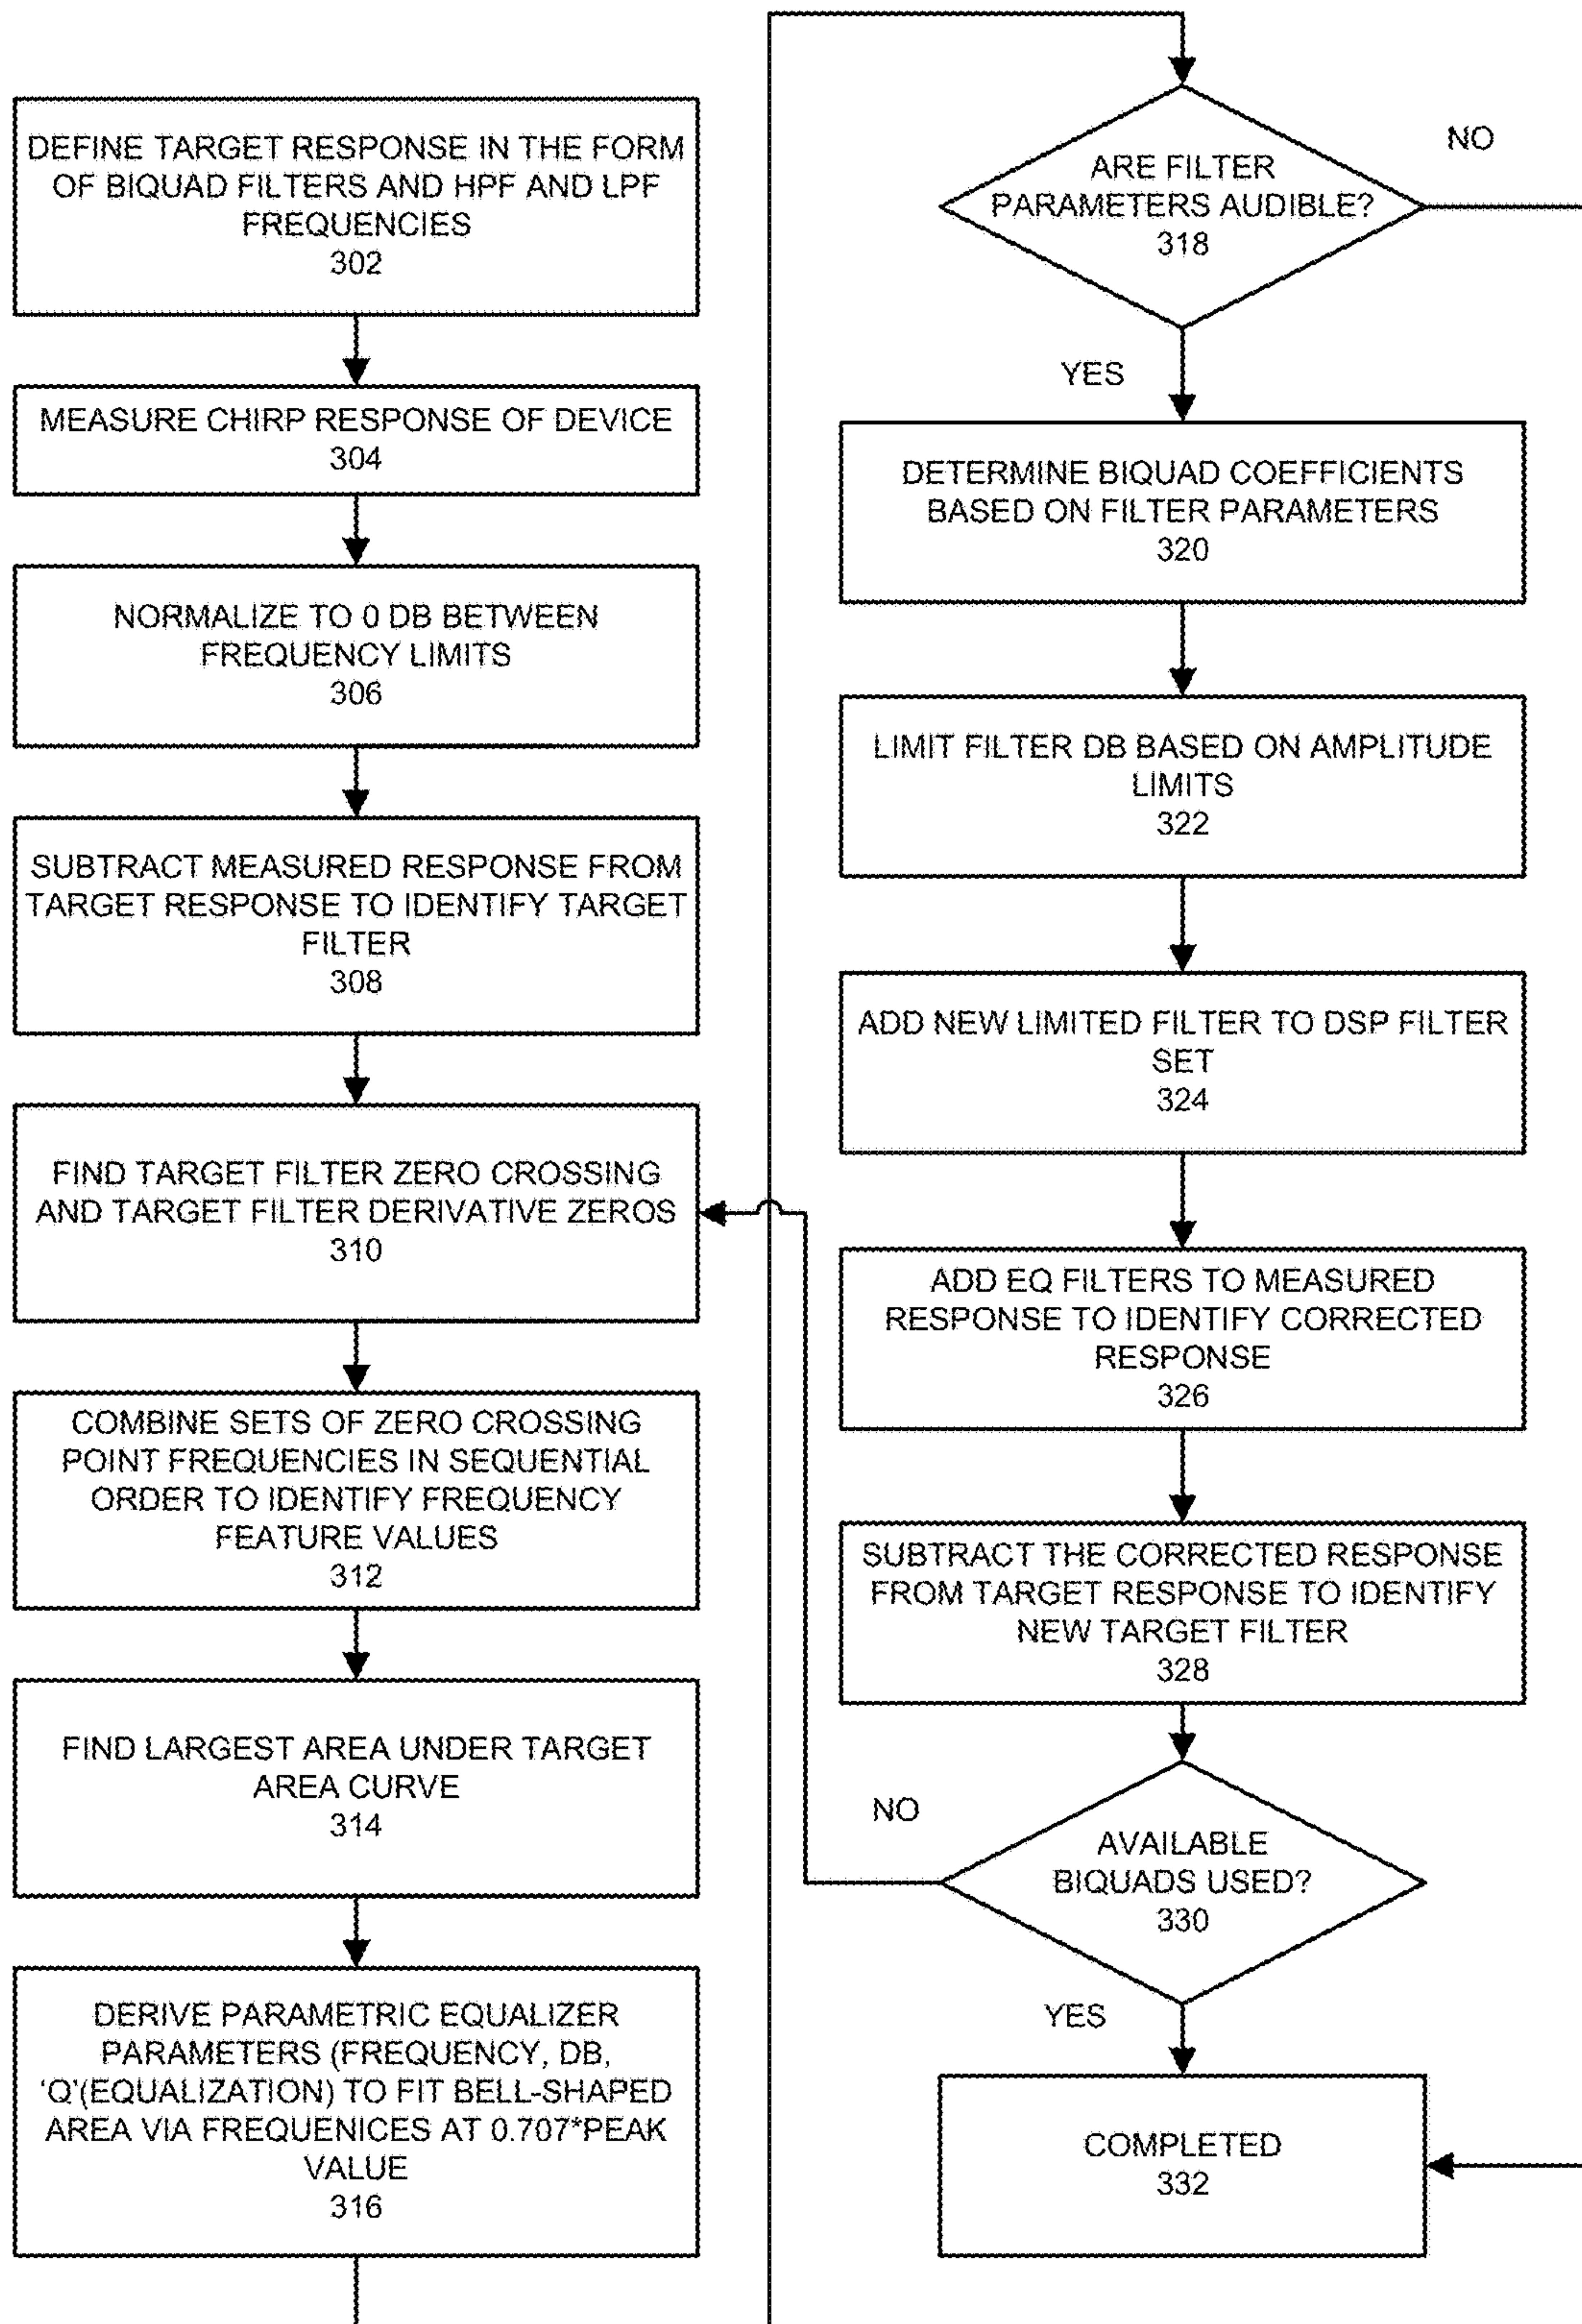 DEFINE TARGET RESPONSE IN THE FORM
OF BIQUAD FILTERS AND HPF AND LPF
FREQUENCIES
302
MEASURE CHIRP RESPONSE OF DEVICE
304
NORMALIZE TO 0 DB BETWEEN
FREQUENCY LIMITS
306
SUBTRACT MEASURED RESPONSE FROM
TARGET RESPONSE TO IDENTIFY TARGET
FILTER
308
FIND TARGET FILTER ZERO CROSSING
AND TARGET FILTER DERIVATIVE ZEROS
310
COMBINE SETS OF ZERO CROSSING
POINT FREQUENCIES IN SEQUENTIAL
ORDER TO IDENTIFY FREQUENCY
FEATURE VALUES
312
FIND LARGEST AREA UNDER TARGET
AREA CURVE
314
DERIVE PARAMETRIC EQUALIZER
PARAMETERS (FREQUENCY, DB,
'Q'(EQUALIZATION) TO FIT BELL-SHAPED
AREA VIA FREQUENICES AT 0.707*PEAK
VALUE
316
ARE FILTER
PARAMETERS AUDIBLE?
318
NO
YES
DETERMINE BIQUAD COEFFICIENTS
BASED ON FILTER PARAMETERS
320
LIMIT FILTER DB BASED ON AMPLITUDE
LIMITS
322
ADD NEW LIMITED FILTER TO DSP FILTER
SET
324
ADD EQ FILTERS TO MEASURED
RESPONSE TO IDENTIFY CORRECTED
RESPONSE
326
SUBTRACT THE CORRECTED RESPONSE
FROM TARGET RESPONSE TO IDENTIFY
NEW TARGET FILTER
328
NO
AVAILABLE
BIQUADS USED?
330
YES
COMPLETED
332